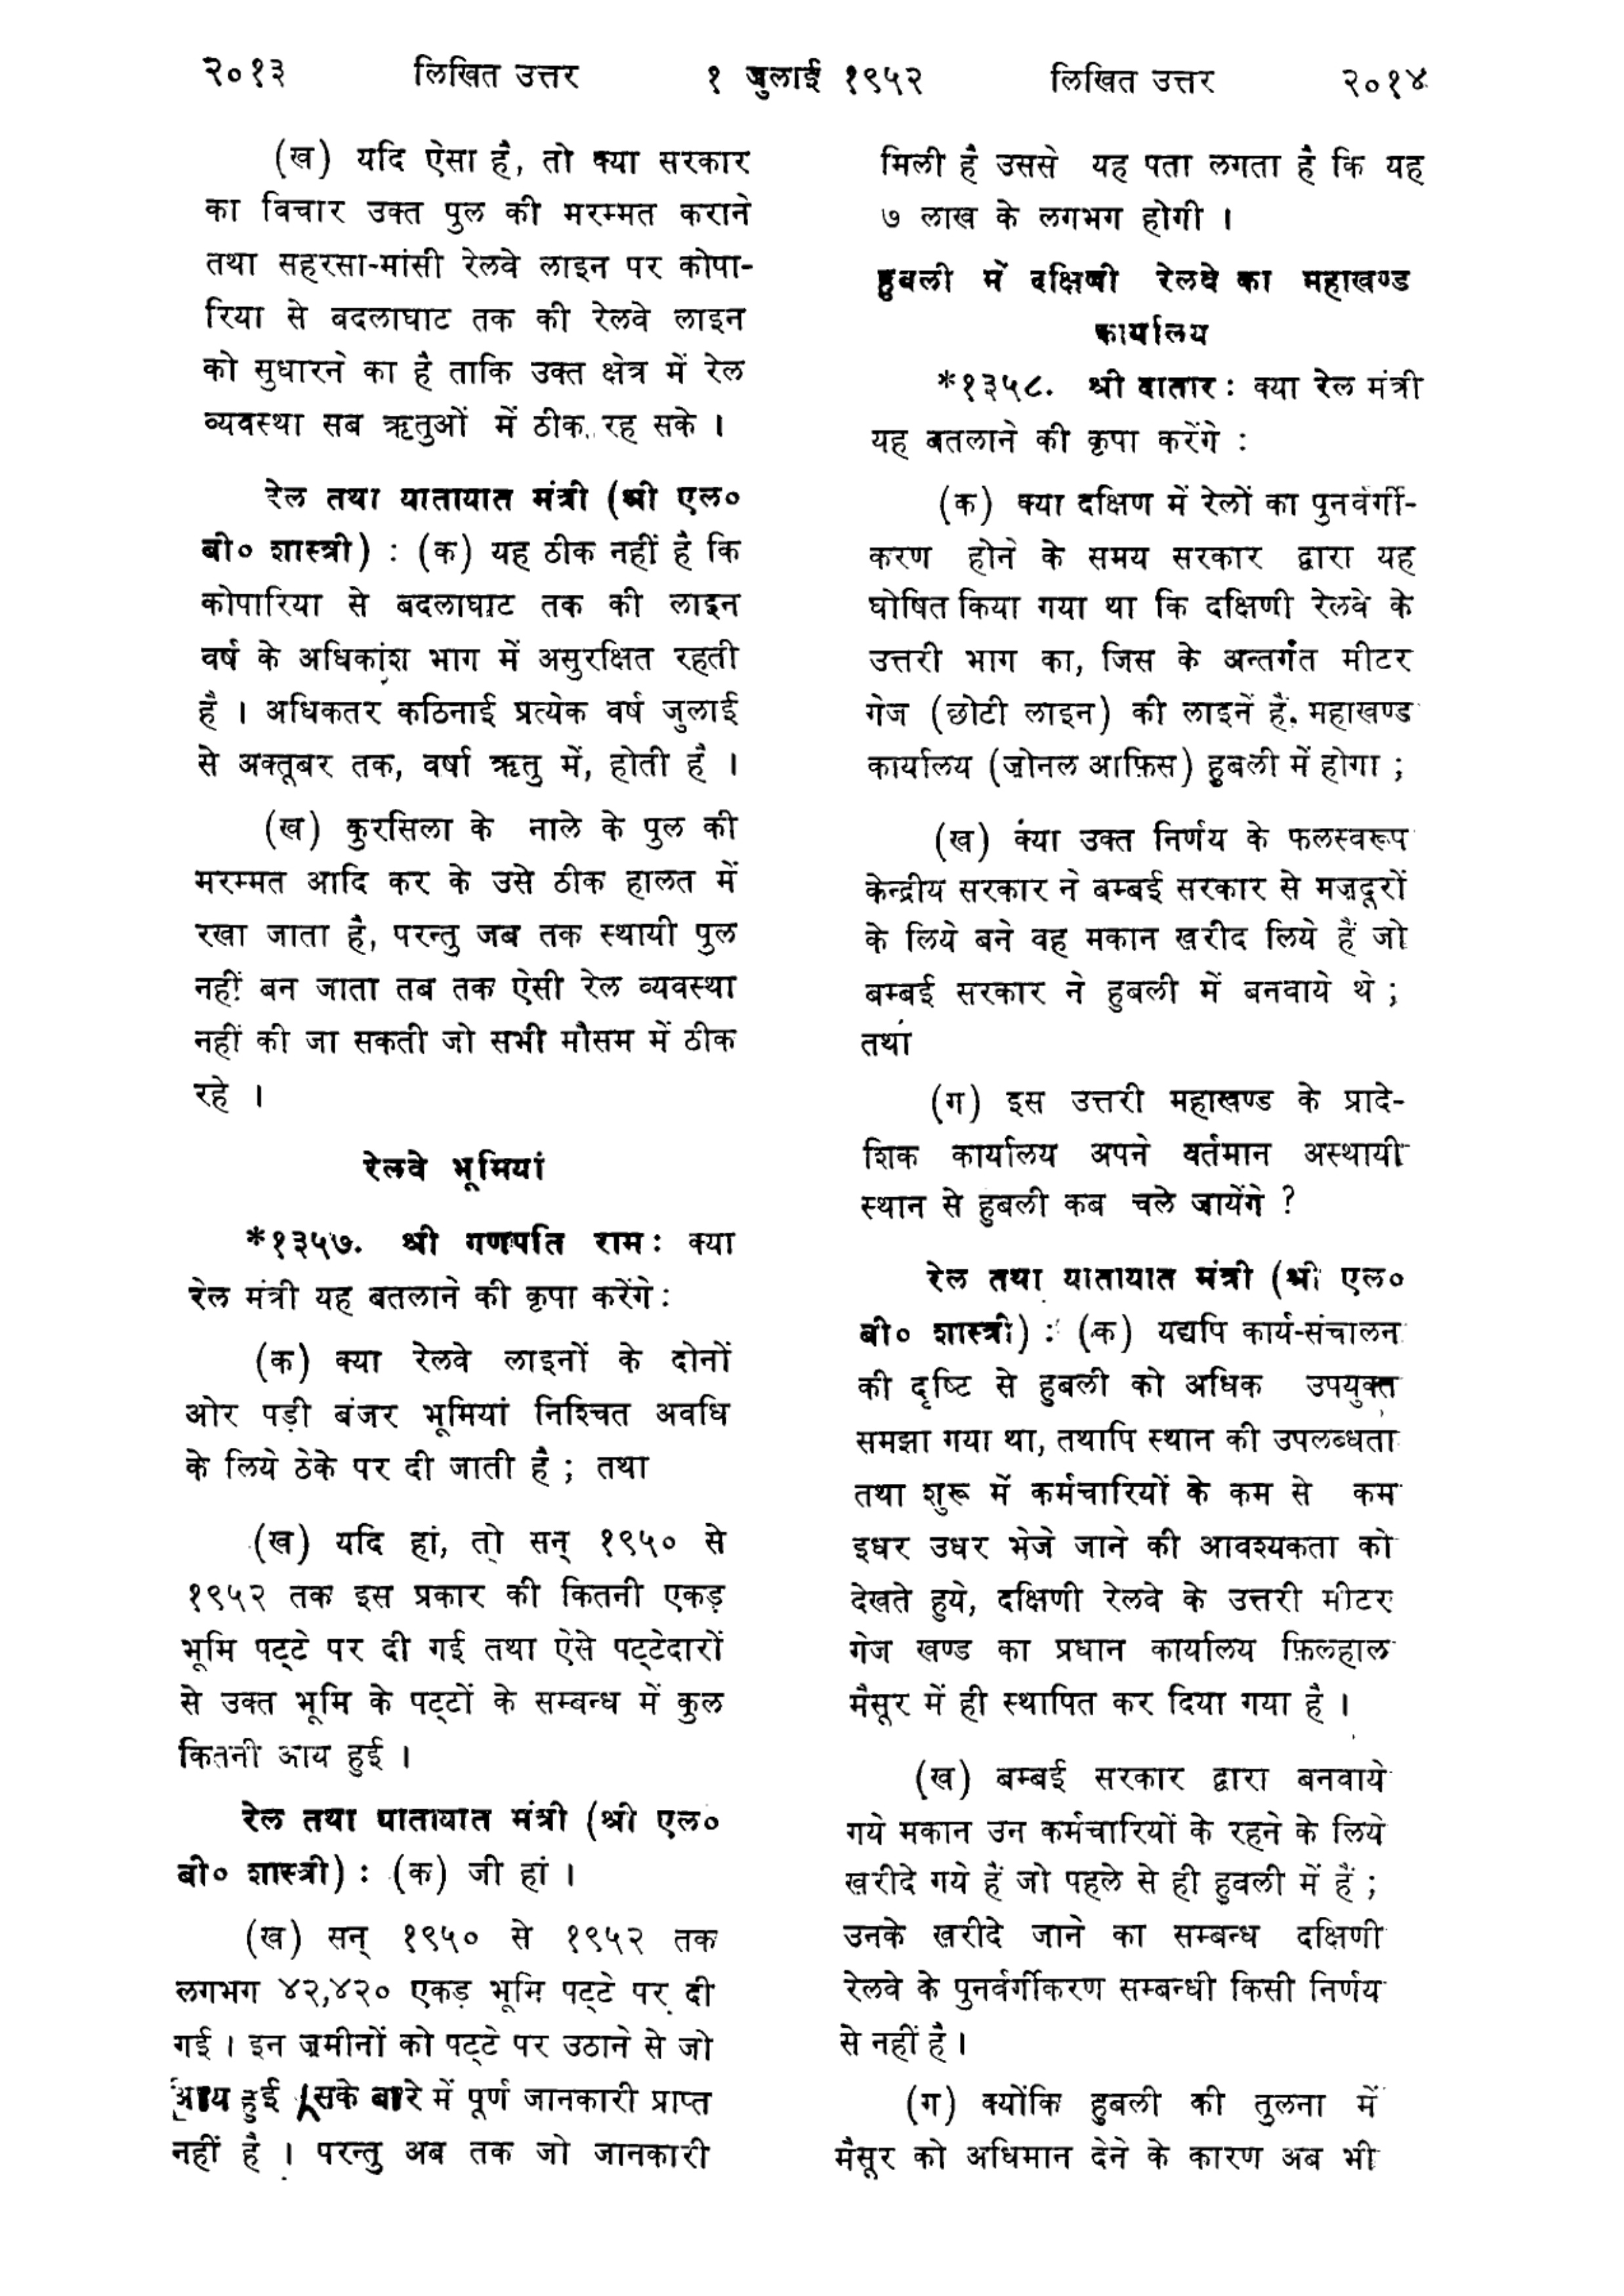 २०१३ लिखित उत्तर १ जुलाई १९५२ लिखित उत्तर २०१४
(ख) यदि ऐसा है, तो क्या सरकार
का विचार उक्त पुल की मरम्मत कराने
तथा सहरसा-मांसी रेलवे लाइन पर कोपा-
रिया से बदलाघाट तक की रेलवे लाइन
को सुधारने का है ताकि उक्त क्षेत्र में रेल
व्यवस्था सब ऋतुओं में ठीक रह सके ।
रेल तथा यातायात मंत्री (श्री एल०
बी० शास्त्री) : (क) यह ठीक नहीं है कि
कोपारिया से बदलाघाट तक की लाइन
वर्ष के अधिकांश भाग में असुरक्षित रहती
है । अधिकतर कठिनाई प्रत्येक वर्ष जुलाई
से अक्तूबर तक, वर्षा ऋतु में, होती है ।
(ख) कुरसिला के नाले के पुल की
मरम्मत आदि कर के उसे ठीक हालत में
रखा जाता है, परन्तु जब तक स्थायी पुल
नहीं बन जाता तब तक ऐसी रेल व्यवस्था
नहीं की जा सकती जो सभी मौसम में ठीक
रहे ।
रेलवे भूमियां
*१३५७. श्री गणपति राम : क्या
रेल मंत्री यह बतलाने की कृपा करेंगे :
(क) क्या रेलवे लाइनों के दोनों
ओर पड़ी बंजर भूमियां निश्चित अवधि
के लिये ठेके पर दी जाती है ; तथा
(ख) यदि हां, तो सन् १९५० से
१९५२ तक इस प्रकार की कितनी एकड़
भूमि पट्टे पर दी गई तथा ऐसे पट्टेदारों
से उक्त भूमि के पट्टों के सम्बन्ध में कुल
कितनी आय हुई ।
रेल तथा यातायात मंत्री (श्री एल०
बी० शास्त्री) : (क) जी हां ।
(ख) सन् १९५० से १९५२ तक
लगभग ४२,४२० एकड़ भूमि पट्टे पर दी
गई । इन ज़मीनों को पट्टे पर उठाने से जो
आय हुई सके बारे में पूर्ण जानकारी प्राप्त
नहीं है । परन्तु अब तक जो जानकारी
मिली है उससे यह पता लगता है कि यह
७ लाख के लगभग होगी ।
हुबली में दक्षिणी रेलवे का महाखण्ड
कार्यालय
*१३५८. श्री दातार : क्या रेल मंत्री
यह बतलाने की कृपा करेंगे :
(क) क्या दक्षिण में रेलों का पुनर्वर्गी-
करण होने के समय सरकार द्वारा यह
घोषित किया गया था कि दक्षिणी रेलवे के
उत्तरी भाग का, जिस के अन्तर्गत मीटर
गेज (छोटी लाइन) की लाइनें हैं, महाखण्ड
कार्यालय (ज़ोनल आफ़िस) हुबली में होगा ;
(ख) क्या उक्त निर्णय के फलस्वरूप
केन्द्रीय सरकार ने बम्बई सरकार से मज़दूरों
के लिये बने वह मकान खरीद लिये हैं जो
बम्बई सरकार ने हुबली में बनवाये थे ;
तथा
(ग) इस उत्तरी महाखण्ड के प्रादे-
शिक कार्यालय अपने वर्तमान अस्थायी
स्थान से हुबली कब चले जायेंगे ?
रेल तथा यातायात मंत्री (श्री एल०
बी० शास्त्री) : (क) यद्यपि कार्य-संचालन
की दृष्टि से हुबली को अधिक उपयुक्त
समझा गया था, तथापि स्थान की उपलब्धता
तथा शुरू में कर्मचारियों के कम से कम
इधर उधर भेजे जाने की आवश्यकता को
देखते हुये, दक्षिणी रेलवे के उत्तरी मीटर
गेज खण्ड का प्रधान कार्यालय फ़िलहाल
मैसूर में ही स्थापित कर दिया गया है ।
(ख) बम्बई सरकार द्वारा बनवाये
गये मकान उन कर्मचारियों के रहने के लिये
खरीदे गये हैं जो पहले से ही हुबली में हैं ;
उनके खरीदे जाने का सम्बन्ध दक्षिणी
रेलवे के पुनर्वर्गीकरण सम्बन्धी किसी निर्णय
से नहीं है ।
(ग) क्योंकि हुबली की तुलना में
मैसूर को अधिमान देने के कारण अब भी